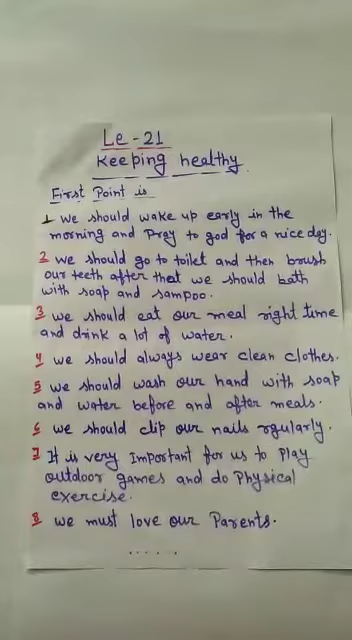 Le - 21
Keeping healthy
First Point is
1 we should wake up early in the
morning and Pray to god for a nice day.
2 we should go to toilet and then brush
our teeth after that we should bath
with soap and sampoo.
3 we should eat our meal right time
and drink a lot of water.
4 we should always wear clean clothes.
5 we should wash our hand with soap
and water before and after meals.
6 we should clip our nails rgularly.
7 It is very Important for us to Play
outdoor games and do Physical
exercise.
8 we must love our Parents.
......